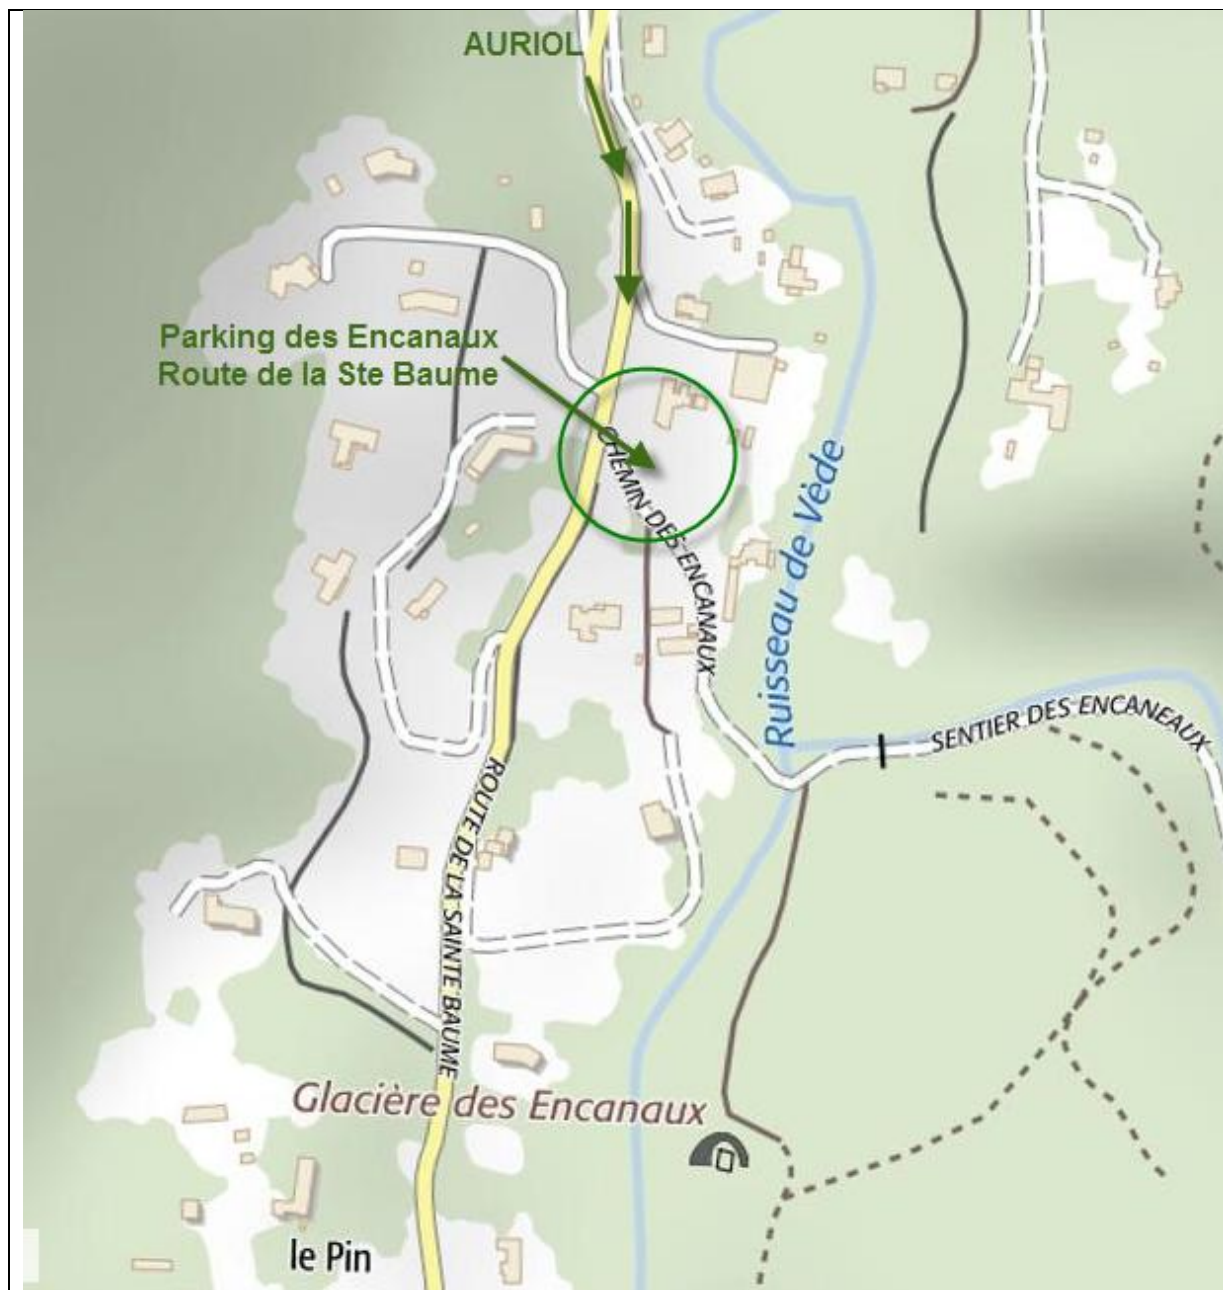 AURIOL
Parking des Encanaux
Route de la Ste Baume
CHEMIN DES ENCANAUX
Ruisseau de Vède
SENTIER DES ENCANEAUX
ROUTE DE LA SAINTE BAUME
Glacière des Encanaux
le Pin